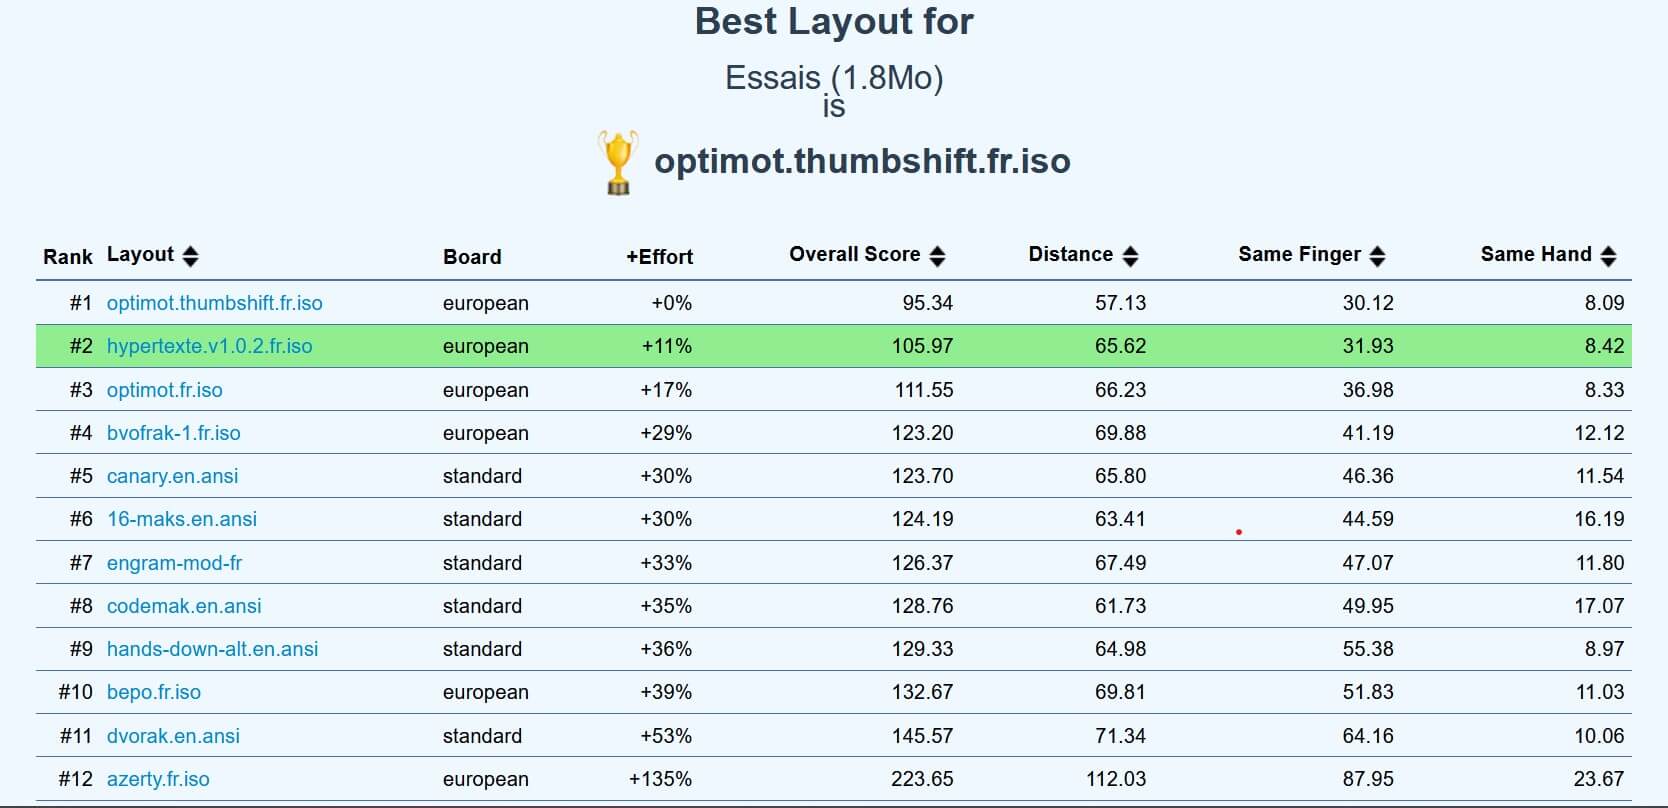 Best Layout for
Essais (1.8Mo)
is
optimot.thumbshift.fr.iso
Rank Layout Board +Effort Overall Score Distance Same Finger Same Hand
#1 optimot.thumbshift.fr.iso european +0% 95.34 57.13 30.12 8.09
#2 hypertexte.v1.0.2.fr.iso european +11% 105.97 65.62 31.93 8.42
#3 optimot.fr.iso european +17% 111.55 66.23 36.98 8.33
#4 bvofrak-1.fr.iso european +29% 123.20 69.88 41.19 12.12
#5 canary.en.ansi standard +30% 123.70 65.80 46.36 11.54
#6 16-maks.en.ansi standard +30% 124.19 63.41 44.59 16.19
#7 engram-mod-fr standard +33% 126.37 67.49 47.07 11.80
#8 codemak.en.ansi standard +35% 128.76 61.73 49.95 17.07
#9 hands-down-alt.en.ansi standard +36% 129.33 64.98 55.38 8.97
#10 bepo.fr.iso european +39% 132.67 69.81 51.83 11.03
#11 dvorak.en.ansi standard +53% 145.57 71.34 64.16 10.06
#12 azerty.fr.iso european +135% 223.65 112.03 87.95 23.67